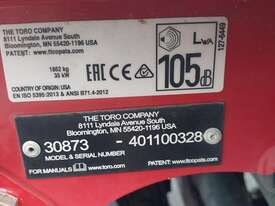 THE TORO COMPANY
8111 Lyndale Avenue South
Bloomington, MN 55420-1196 USA
PATENT: www.ttcopats.com
1602 kg
35 kW
EAC CE
LWA
105dB
127-6449
COUNTRY OF ORIGIN: USA
EN ISO 5395:2013 & ANSI B71.4-2012
THE TORO COMPANY
8111 Lyndale Avenue South
Bloomington, MN 55420-1196 USA
PATENT: www.ttcopats.com
30873 - 401100328
MODEL & SERIAL NUMBER
FOR MANUALS www.toro.com